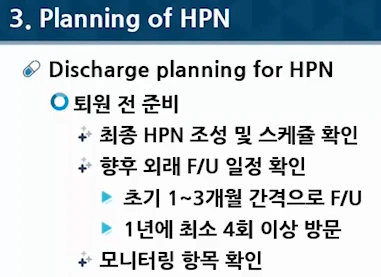 3. Planning of HPN
Discharge planning for HPN
퇴원 전 준비
최종 HPN 조성 및 스케쥴 확인
향후 외래 F/U 일정 확인
초기 1~3개월 간격으로 F/U
1년에 최소 4회 이상 방문
모니터링 항목 확인